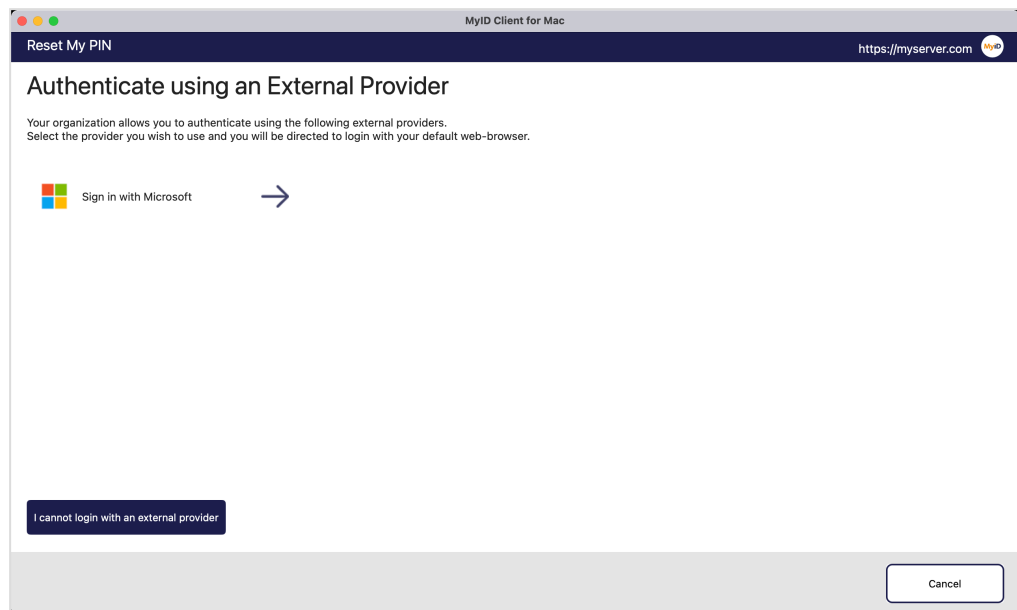 MyID Client for Mac
Reset My PIN
https://myserver.com
MyID
Authenticate using an External Provider
Your organization allows you to authenticate using the following external providers.
Select the provider you wish to use and you will be directed to login with your default web-browser.
Sign in with Microsoft
I cannot login with an external provider
Cancel